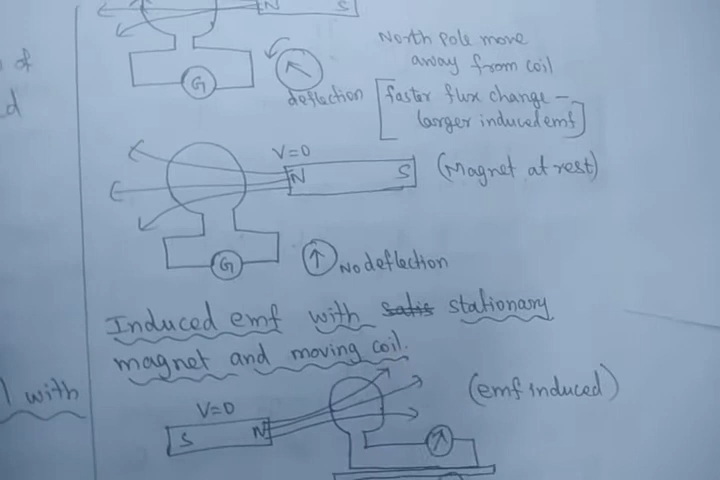 N S
of
d
North pole move
away from coil
G
deflection
[faster flux change –
larger induced emf]
V=0
N S
(Magnet at rest)
G
No deflection
Induced emf with stationary
magnet and moving coil.
with
(emf induced)
V=0
S N